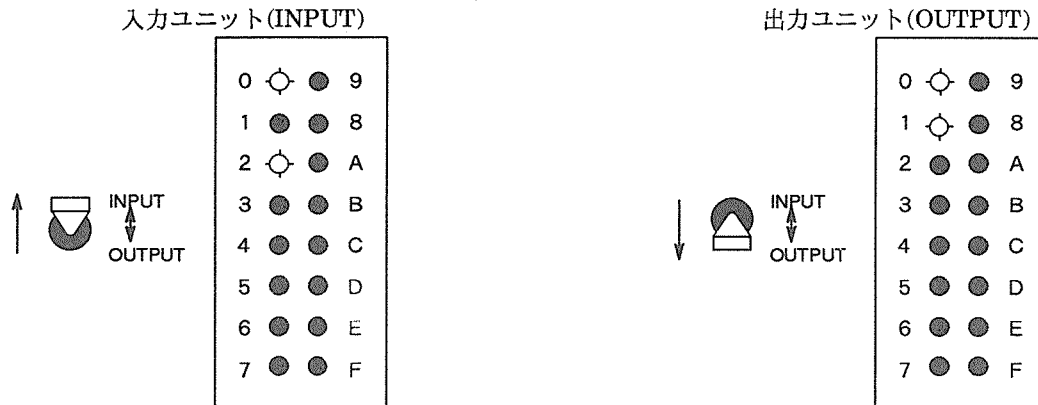 入力ユニット(INPUT) 出力ユニット(OUTPUT)
0 9 0 9
1 8 1 8
2 A 2 A
INPUT 3 B INPUT 3 B
OUTPUT 4 C OUTPUT 4 C
5 D 5 D
6 E 6 E
7 F 7 F